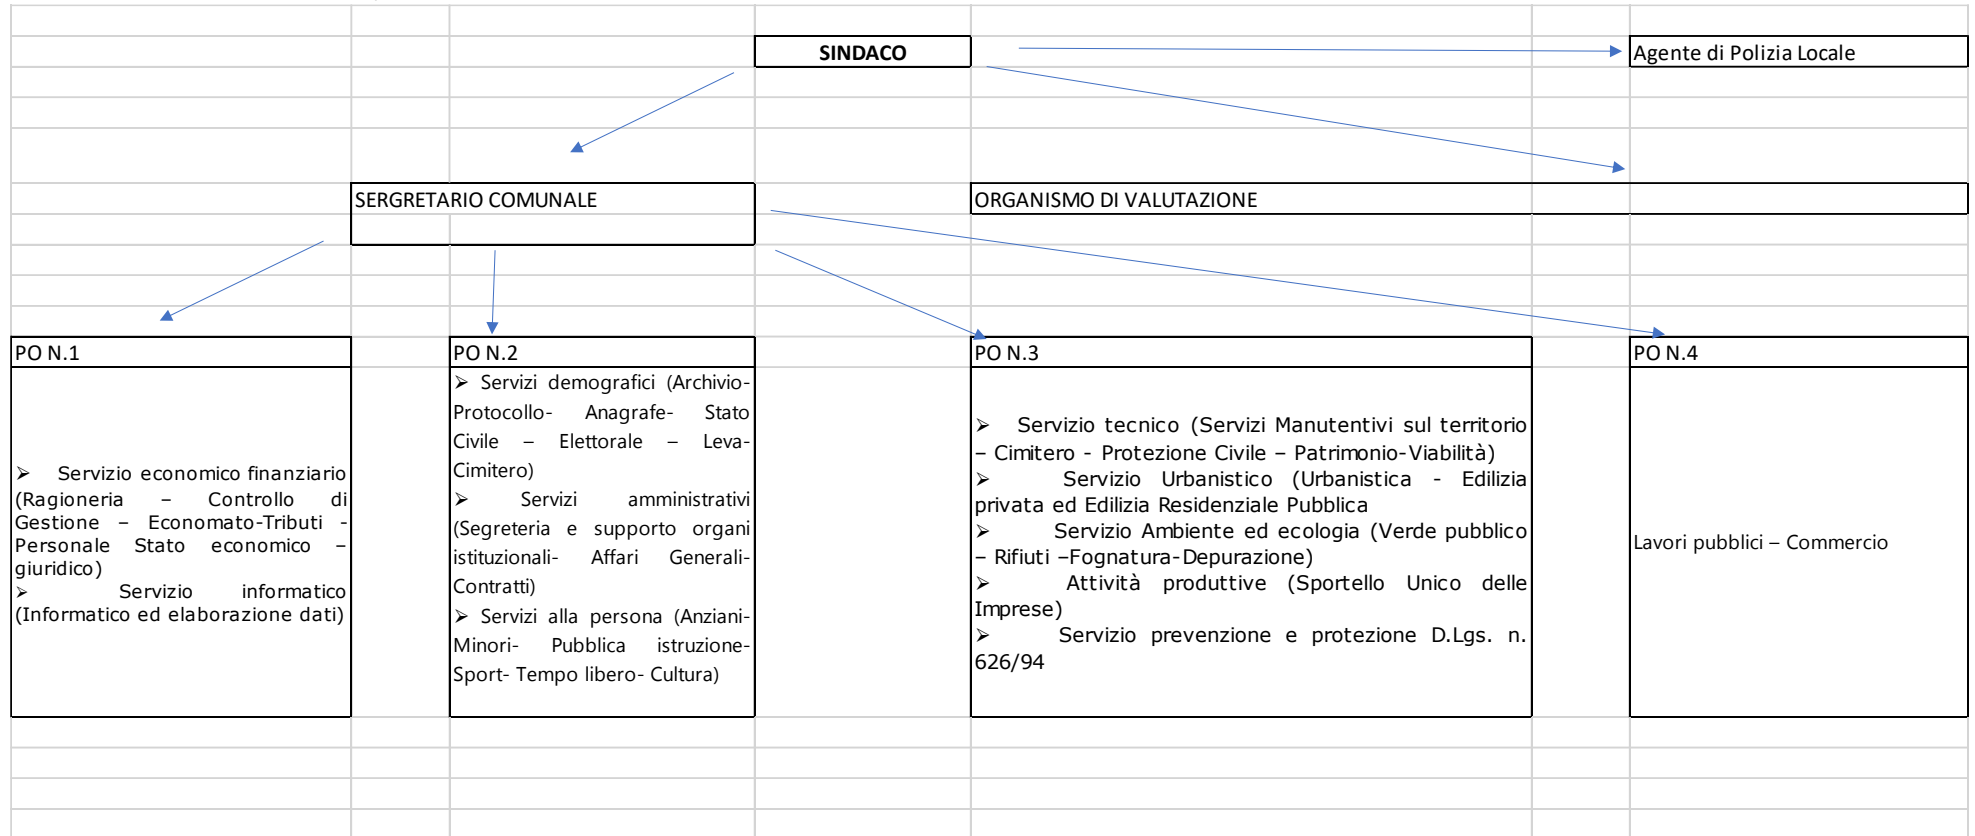 SINDACO
Agente di Polizia Locale
SERGRETARIO COMUNALE
ORGANISMO DI VALUTAZIONE
PO N.1
➢ Servizio economico finanziario
(Ragioneria – Controllo di
Gestione – Economato-Tributi -
Personale Stato economico –
giuridico)
➢ Servizio informatico
(Informatico ed elaborazione dati)
PO N.2
➢ Servizi demografici (Archivio-
Protocollo- Anagrafe- Stato
Civile – Elettorale – Leva-
Cimitero)
➢ Servizi amministrativi
(Segreteria e supporto organi
istituzionali- Affari Generali-
Contratti)
➢ Servizi alla persona (Anziani-
Minori- Pubblica istruzione-
Sport- Tempo libero- Cultura)
PO N.3
➢ Servizio tecnico (Servizi Manutentivi sul territorio
– Cimitero - Protezione Civile – Patrimonio-Viabilità)
➢ Servizio Urbanistico (Urbanistica - Edilizia
privata ed Edilizia Residenziale Pubblica
➢ Servizio Ambiente ed ecologia (Verde pubblico
– Rifiuti –Fognatura-Depurazione)
➢ Attività produttive (Sportello Unico delle
Imprese)
➢ Servizio prevenzione e protezione D.Lgs. n.
626/94
PO N.4
Lavori pubblici – Commercio